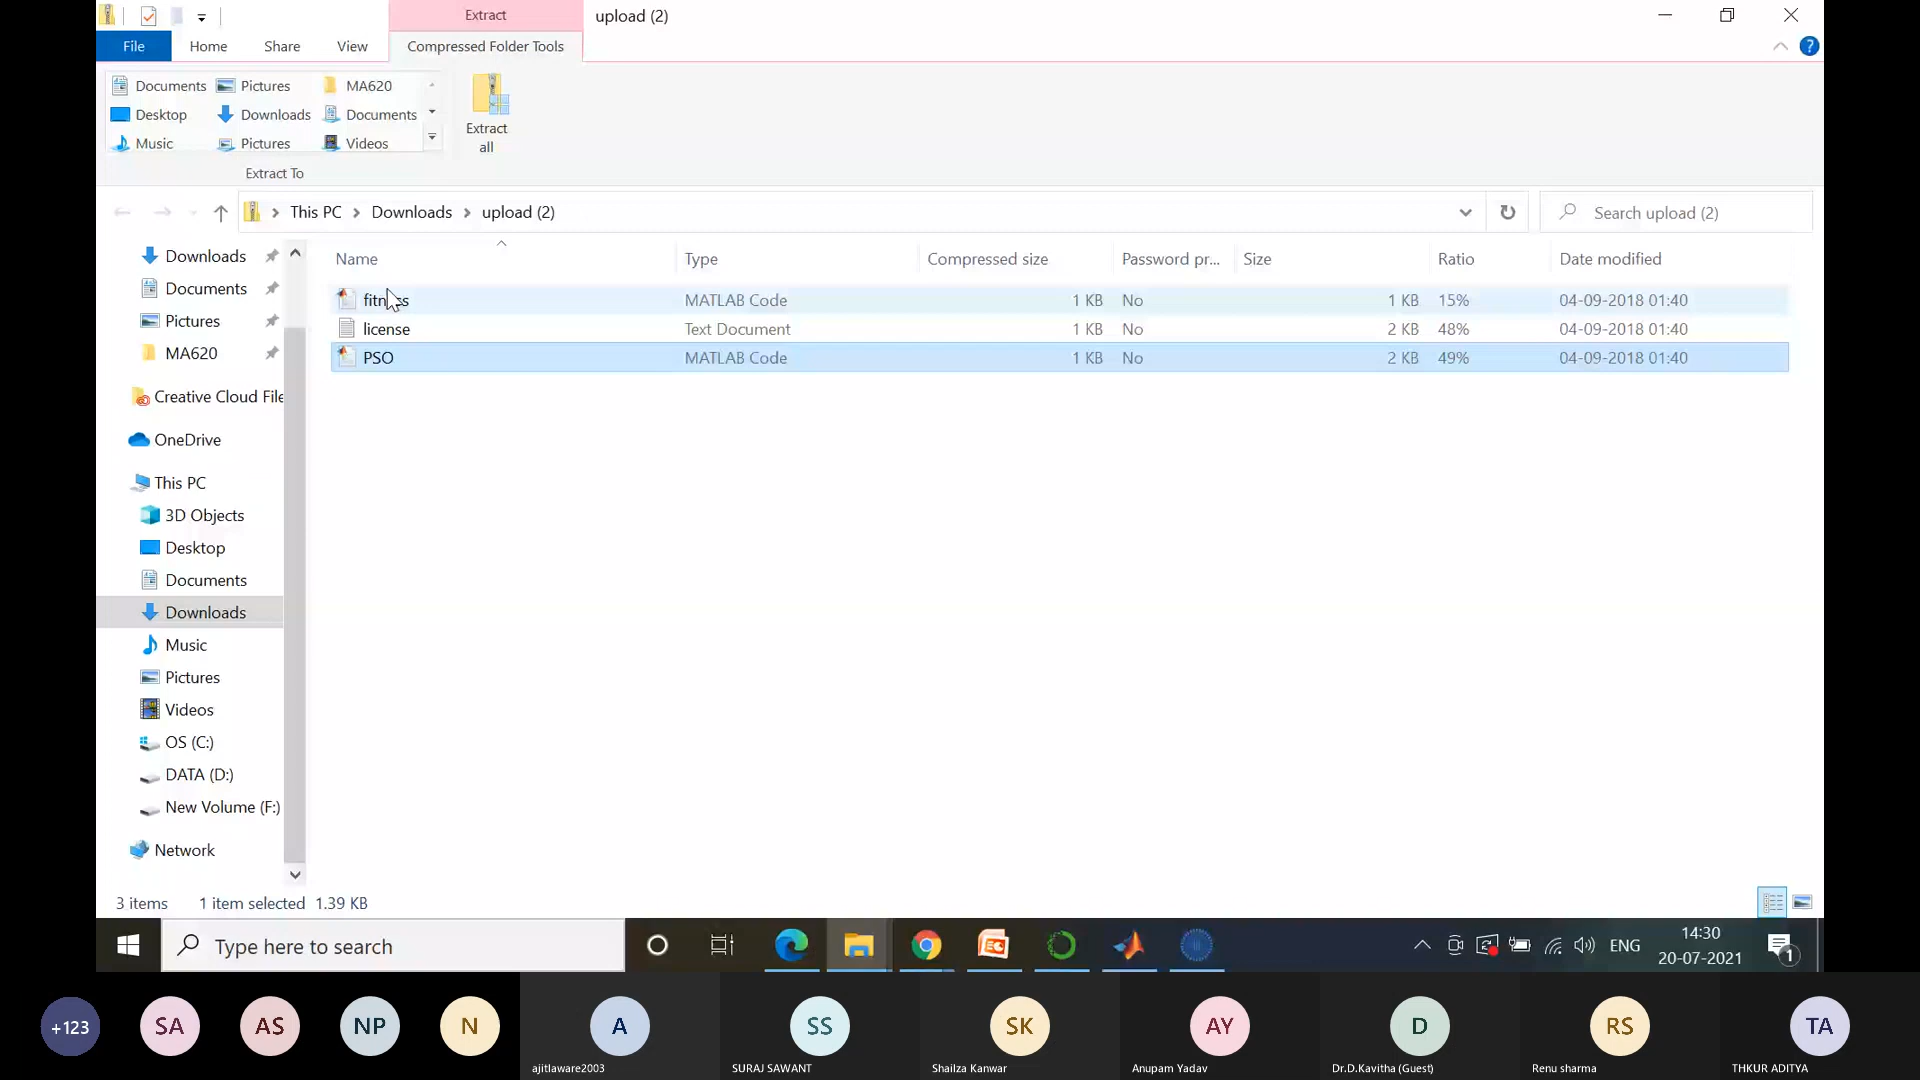 Extract
upload (2)
File
Home
Share
View
Compressed Folder Tools
Documents
Pictures
MA620
Desktop
Downloads
Documents
Music
Pictures
Videos
Extract all
Extract To
This PC
Downloads
upload (2)
Search upload (2)
Name
Type
Compressed size
Password pr...
Size
Ratio
Date modified
MATLAB Code 1 KB No 1 KB 15% 04-09-2018 01:40
license Text Document 1 KB No 2 KB 48% 04-09-2018 01:40
PSO MATLAB Code 1 KB No 2 KB 49% 04-09-2018 01:40
Downloads
Documents
Pictures
MA620
Creative Cloud File
OneDrive
This PC
3D Objects
Desktop
Documents
Downloads
Music
Pictures
Videos
OS (C:)
DATA (D:)
New Volume (F:)
Network
3 items
1 item selected 1.39 KB
Type here to search
ENG
14:30
20-07-2021
1
+123
SA
AS
NP
N
A
SS
SK
AY
D
RS
TA
ajitlaware2003
SURAJ SAWANT
Shailza Kanwar
Anupam Yadav
Dr.D.Kavitha (Guest)
Renu sharma
THKUR ADITYA